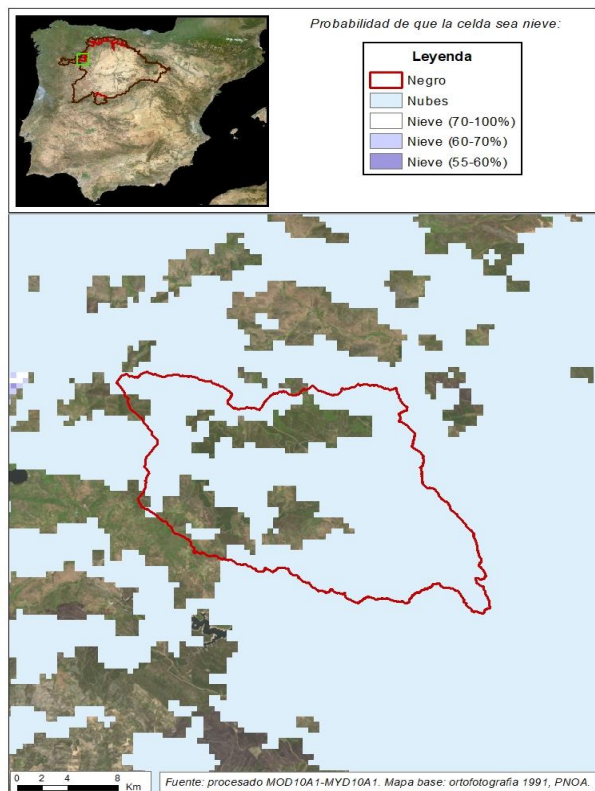 Probabilidad de que la celda sea nieve:
Leyenda
Negro
Nubes
Nieve (70-100%)
Nieve (60-70%)
Nieve (55-60%)
0 2 4 8
Km
Fuente: procesado MOD10A1-MYD10A1. Mapa base: ortofotografia 1991, PNOA.